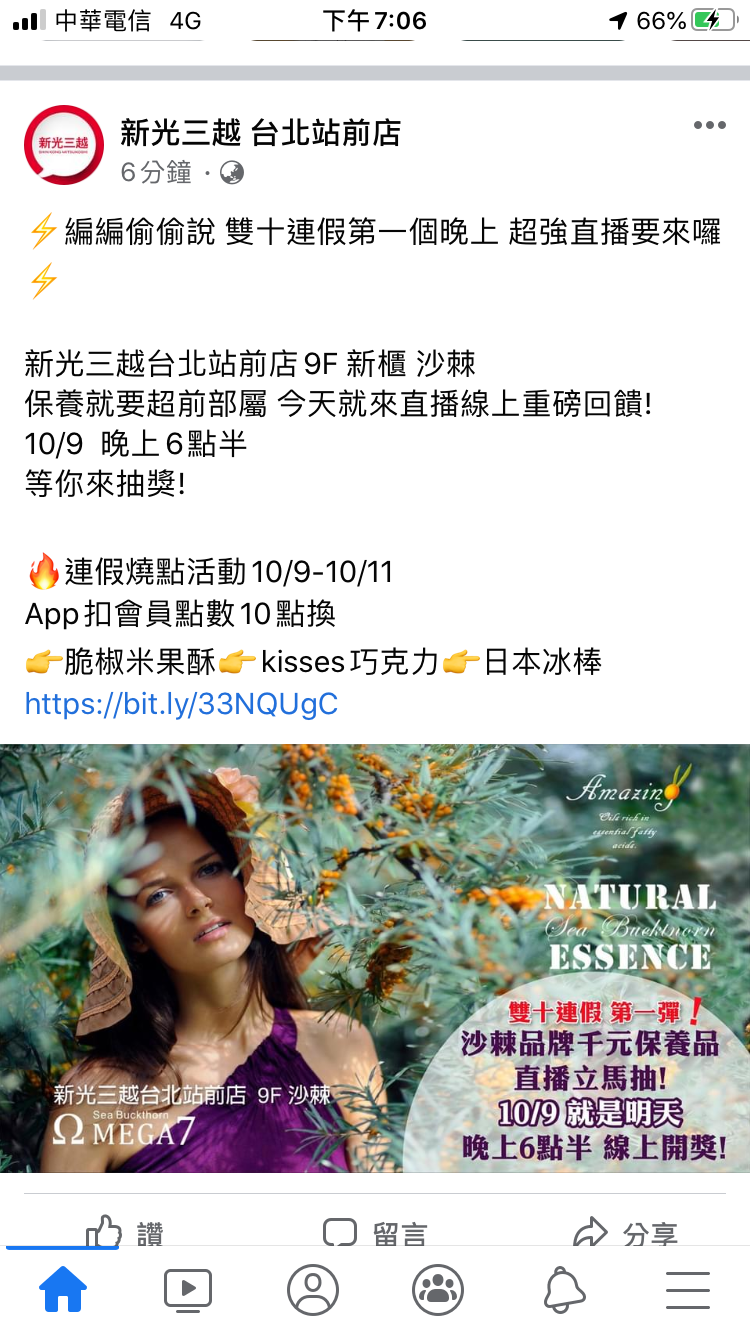 中華電信 4G 下午7:06 66%
新光三越
新光三越 台北站前店
6分鐘 ·
⚡編編偷偷說 雙十連假第一個晚上 超強直播要來囉
⚡
新光三越台北站前店9F 新櫃 沙棘
保養就要超前部屬 今天就來直播線上重磅回饋!
10/9 晚上6點半
等你來抽獎!
🔥連假燒點活動10/9-10/11
App扣會員點數10點換
👉脆椒米果酥👉kisses巧克力👉日本冰棒
https://bit.ly/33NQUgC
Amazing
Oils rich in
essential fatty
acids.
NATURAL
Sea Buckthorn
ESSENCE
雙十連假 第一彈!
沙棘品牌千元保養品
直播立馬抽!
10/9 就是明天
晚上6點半 線上開獎!
新光三越台北站前店 9F 沙棘
Sea Buckthorn
ΩMEGA7
讚 留言 分享